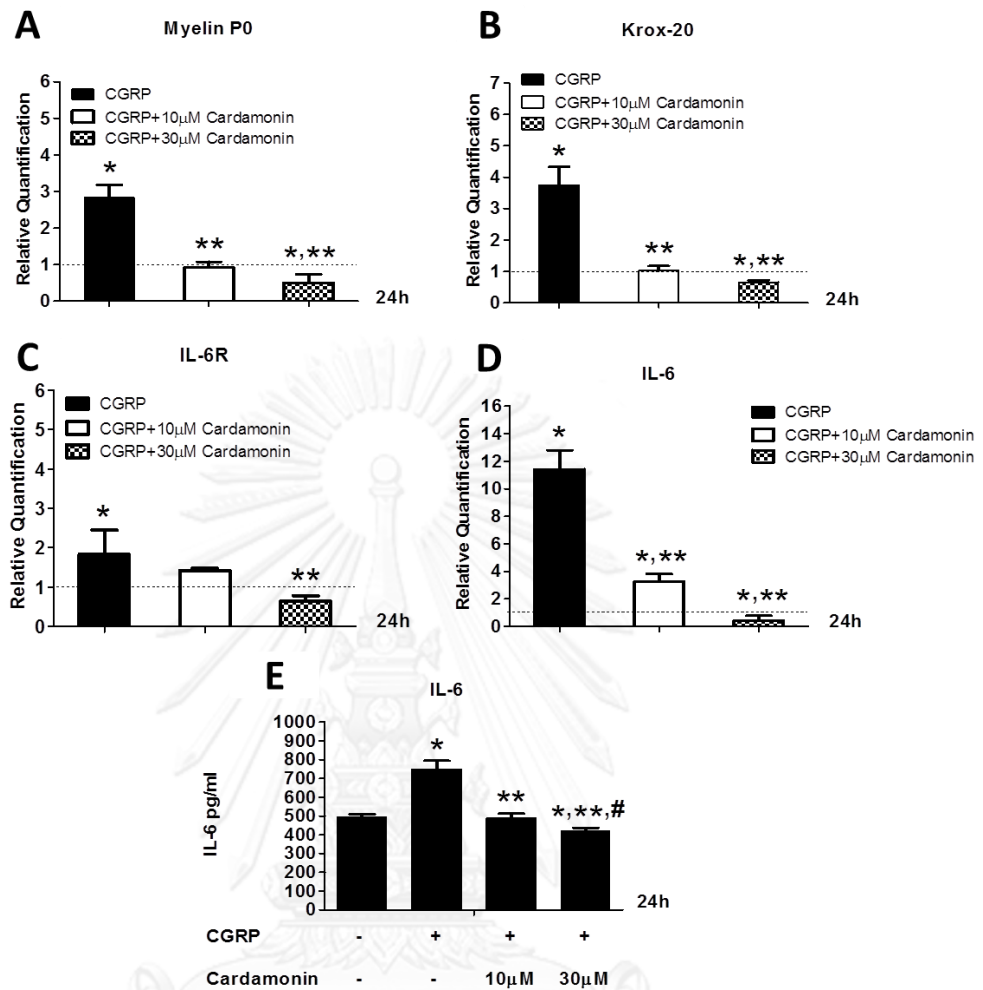 A
Myelin P0
6
5
4
3
2
1
0
Relative Quantification
CGRP
CGRP+10μM Cardamonin
CGRP+30μM Cardamonin
*
**
*,**
24h
B
Krox-20
7
6
5
4
3
2
1
0
Relative Quantification
CGRP
CGRP+10μM Cardamonin
CGRP+30μM Cardamonin
*
**
*,**
24h
C
IL-6R
6
5
4
3
2
1
0
Relative Quantification
CGRP
CGRP+10μM Cardamonin
CGRP+30μM Cardamonin
*
**
24h
D
IL-6
16
14
12
10
8
6
4
2
0
Relative Quantification
CGRP
CGRP+10μM Cardamonin
CGRP+30μM Cardamonin
*
*,**
*,**
24h
E
IL-6
1000
900
800
700
600
500
400
300
200
100
0
IL-6 pg/ml
*
**
*,**,#
24h
CGRP - + + +
Cardamonin - - 10μM 30μM